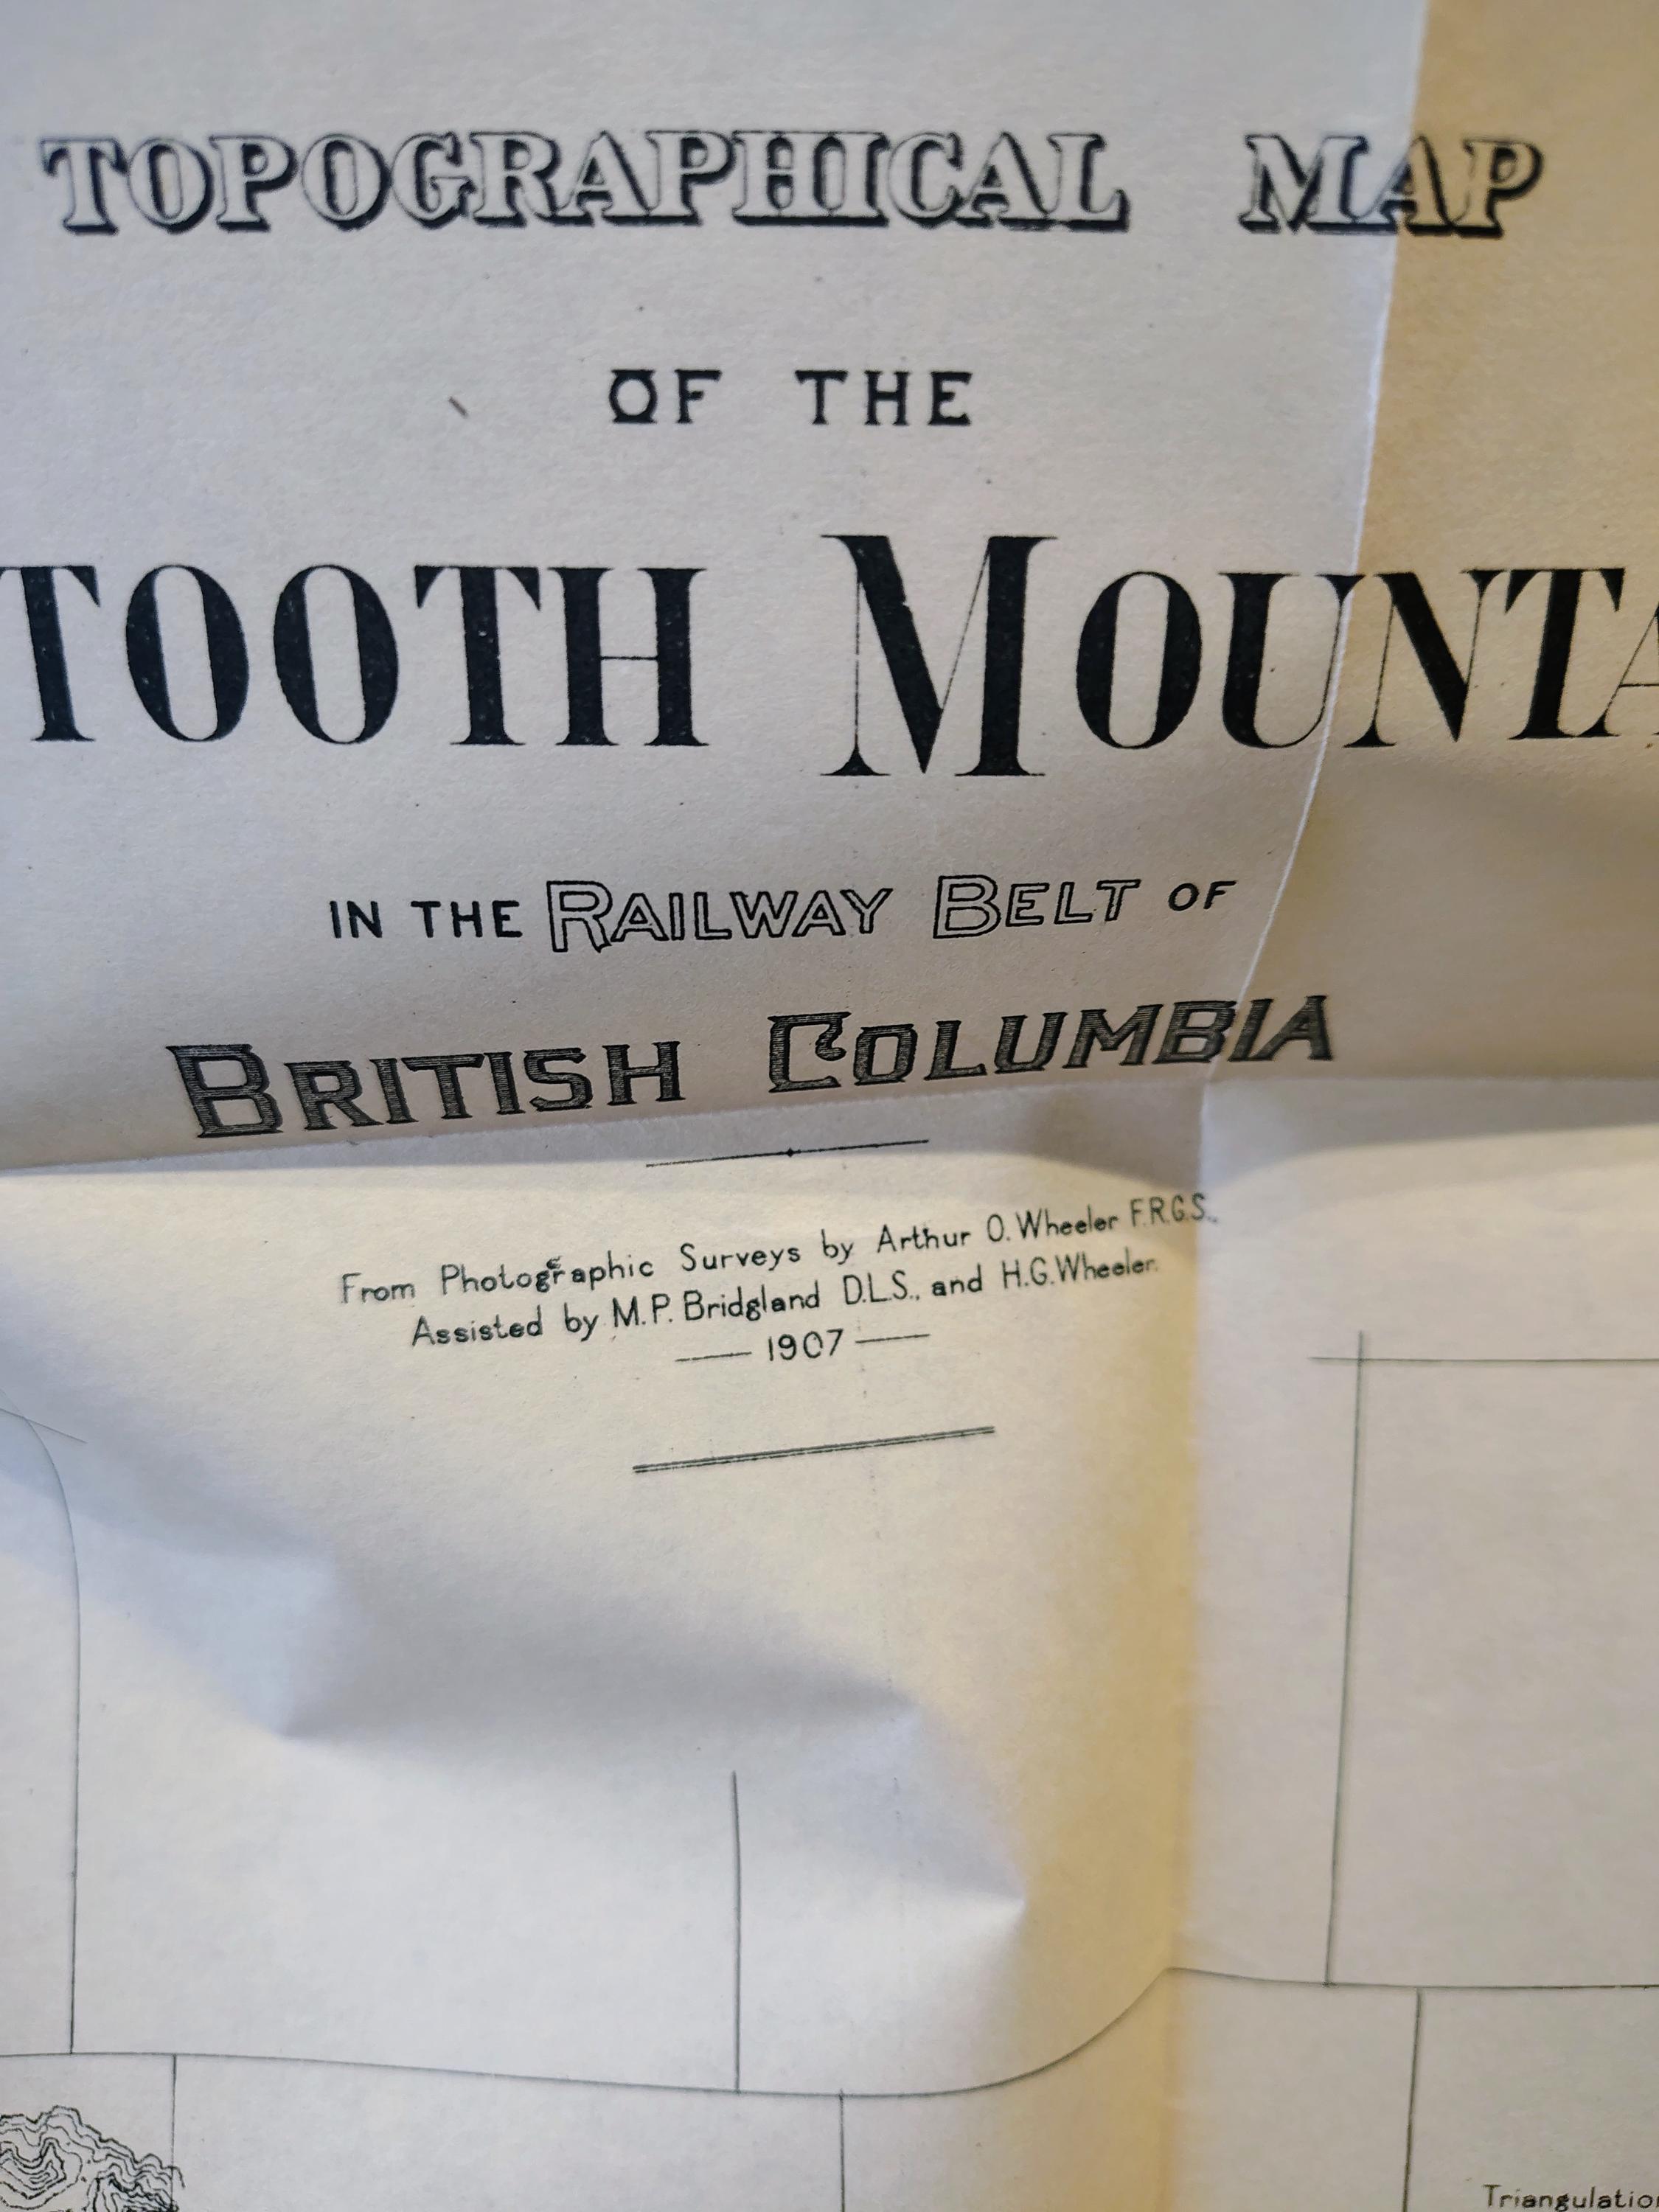 TOPOGRAPHICAL MAP
OF THE
TOOTH MOUNTA
IN THE RAILWAY BELT OF
BRITISH COLUMBIA
From Photographic Surveys by Arthur O. Wheeler F.R.G.S.,
Assisted by M.P. Bridgland D.L.S., and H.G. Wheeler.
1907
Triangulatio